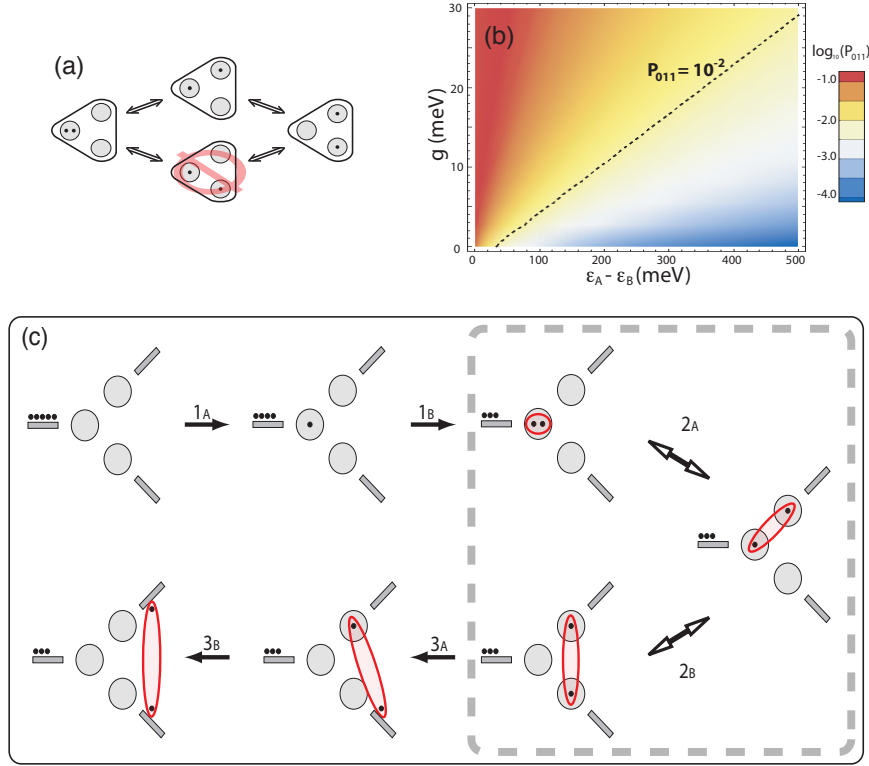 (a)
(b)
P₀₁₁ = 10⁻²
g (meV)
30
20
10
0
0
100
200
300
400
500
εA - εB (meV)
log₁₀(P₀₁₁)
-1.0
-2.0
-3.0
-4.0
(c)
1A
1B
2A
2B
3A
3B